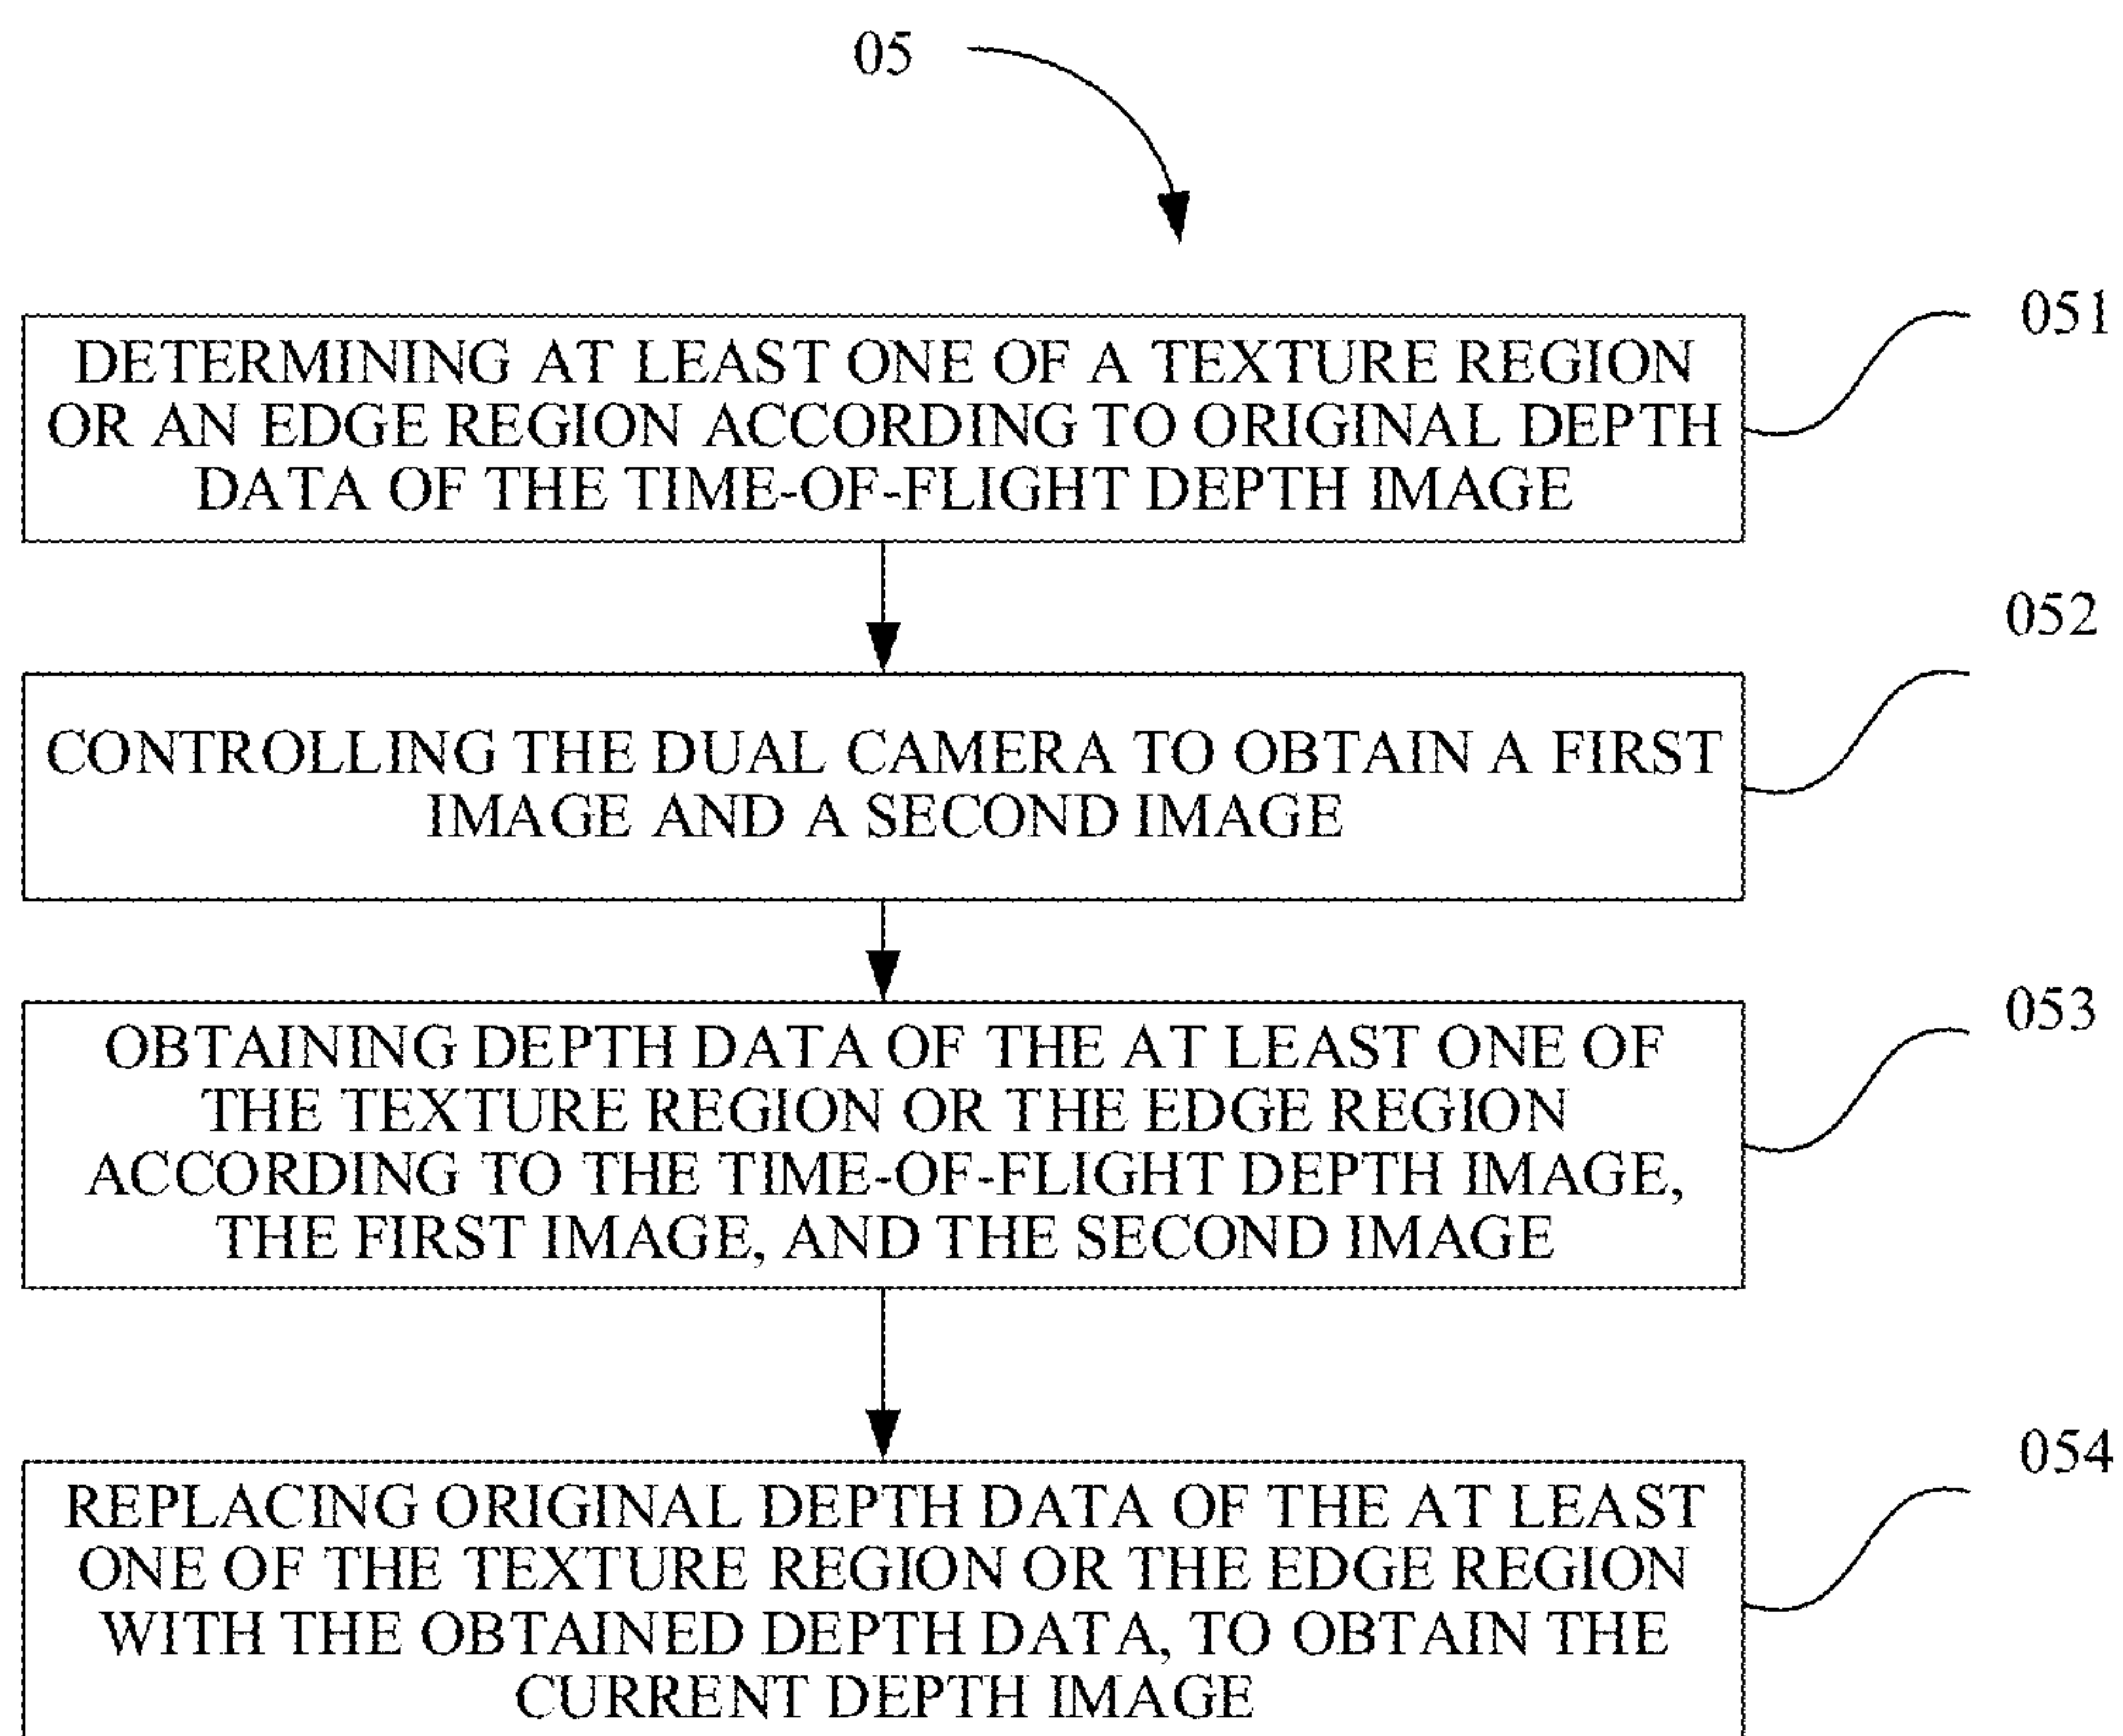 05
051
DETERMINING AT LEAST ONE OF A TEXTURE REGION
OR AN EDGE REGION ACCORDING TO ORIGINAL DEPTH
DATA OF THE TIME-OF-FLIGHT DEPTH IMAGE
052
CONTROLLING THE DUAL CAMERA TO OBTAIN A FIRST
IMAGE AND A SECOND IMAGE
053
OBTAINING DEPTH DATA OF THE AT LEAST ONE OF
THE TEXTURE REGION OR THE EDGE REGION
ACCORDING TO THE TIME-OF-FLIGHT DEPTH IMAGE,
THE FIRST IMAGE, AND THE SECOND IMAGE
054
REPLACING ORIGINAL DEPTH DATA OF THE AT LEAST
ONE OF THE TEXTURE REGION OR THE EDGE REGION
WITH THE OBTAINED DEPTH DATA, TO OBTAIN THE
CURRENT DEPTH IMAGE